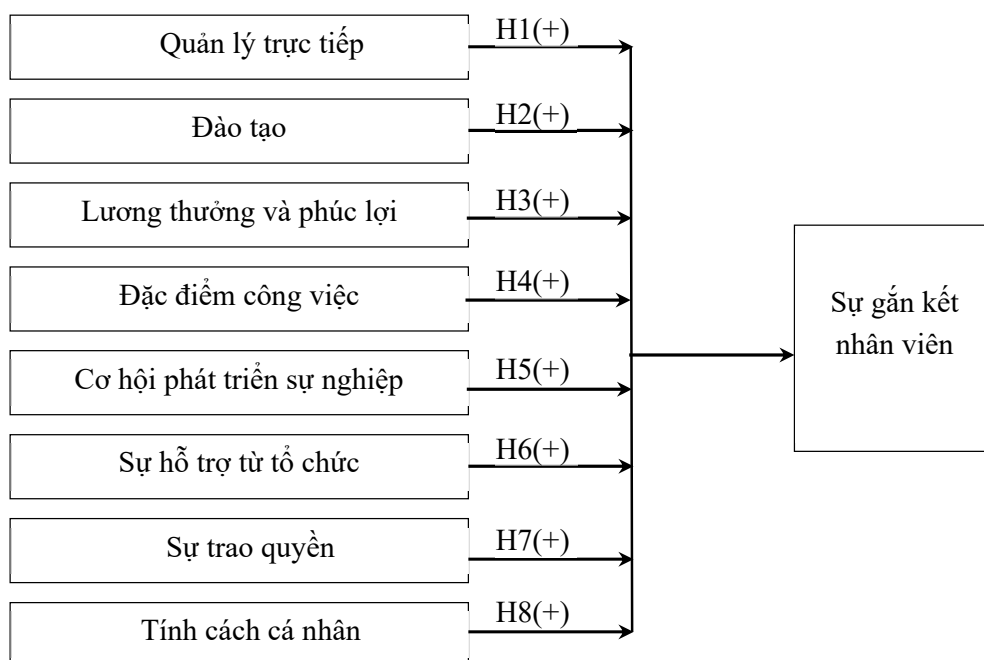 Quản lý trực tiếp
H1(+)
Đào tạo
H2(+)
Lương thưởng và phúc lợi
H3(+)
Đặc điểm công việc
H4(+)
Cơ hội phát triển sự nghiệp
H5(+)
Sự hỗ trợ từ tổ chức
H6(+)
Sự trao quyền
H7(+)
Tính cách cá nhân
H8(+)
Sự gắn kết
nhân viên